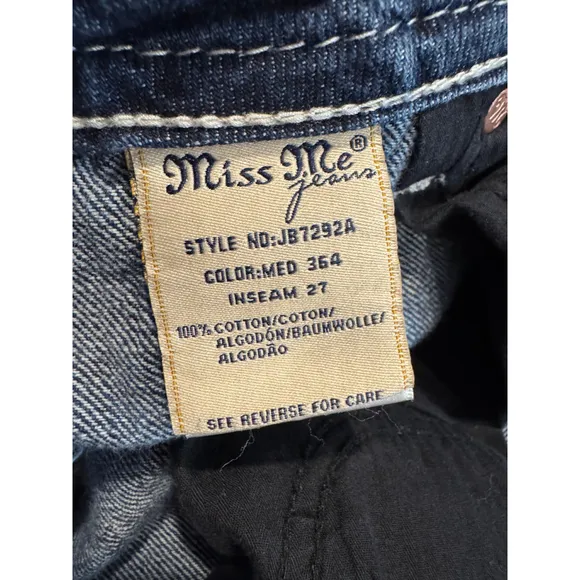 Miss Me®
jeans
STYLE NO:JB7292A
COLOR:MED 364
INSEAM 27
100% COTTON/COTON/
ALGODÓN/BAUMWOLLE/
ALGODÃO
SEE REVERSE FOR CARE